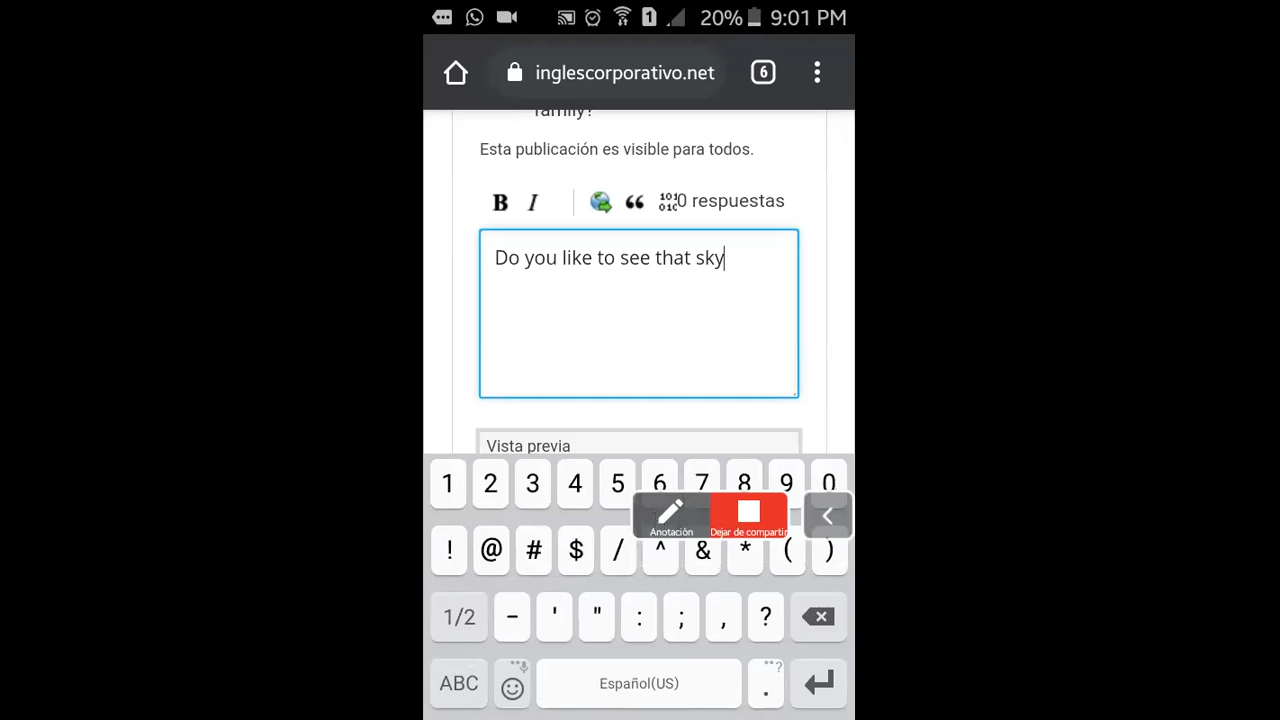 20% 9:01 PM
inglescorporativo.net 6
family?
Esta publicación es visible para todos.
B I 0 respuestas
Do you like to see that sky
Vista previa
1 2 3 4 5 6 7 8 9 0
Anotación Dejar de compartir
! @ # $ / ^ & * ( )
1/2 - ' " : ; , ?
ABC Español(US) .